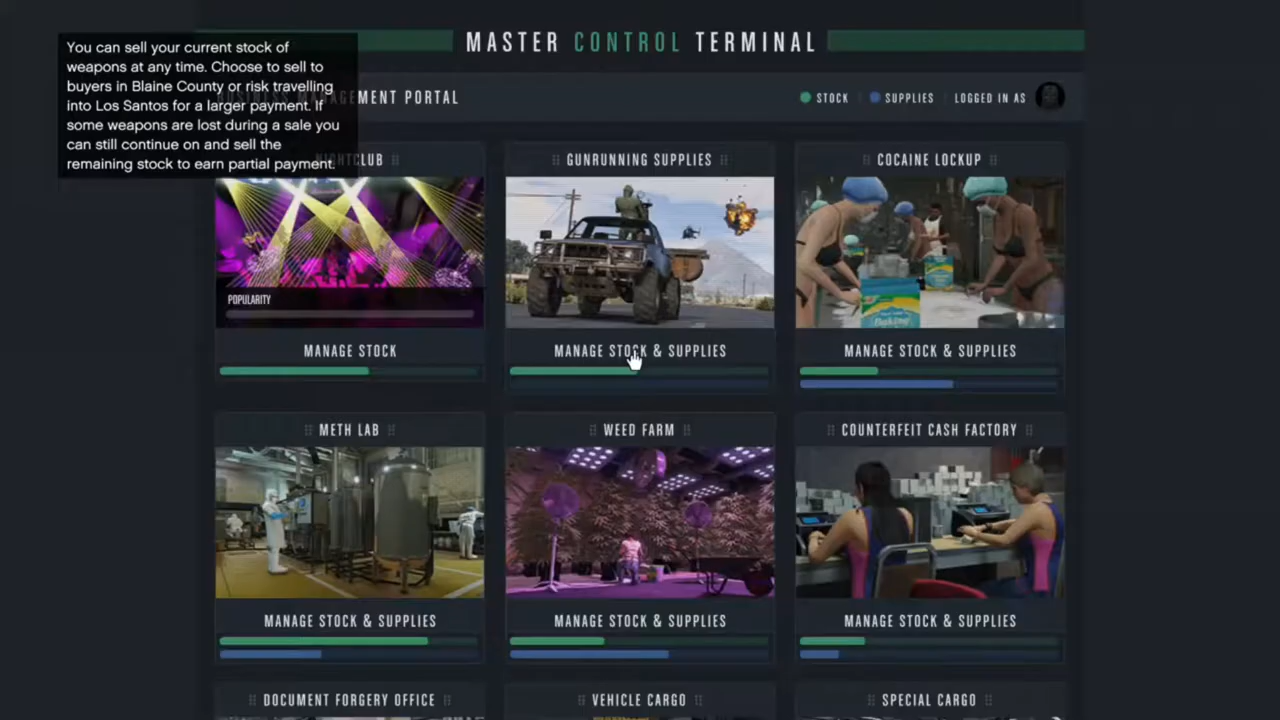 MASTER CONTROL TERMINAL
You can sell your current stock of
weapons at any time. Choose to sell to
buyers in Blaine County or risk travelling
into Los Santos for a larger payment. If
some weapons are lost during a sale you
can still continue on and sell the
remaining stock to earn partial payment.
MENT PORTAL
STOCK
SUPPLIES
LOGGED IN AS
NIGHTCLUB
GUNRUNNING SUPPLIES
COCAINE LOCKUP
POPULARITY
MANAGE STOCK
MANAGE STOCK & SUPPLIES
MANAGE STOCK & SUPPLIES
METH LAB
WEED FARM
COUNTERFEIT CASH FACTORY
MANAGE STOCK & SUPPLIES
MANAGE STOCK & SUPPLIES
MANAGE STOCK & SUPPLIES
DOCUMENT FORGERY OFFICE
VEHICLE CARGO
SPECIAL CARGO